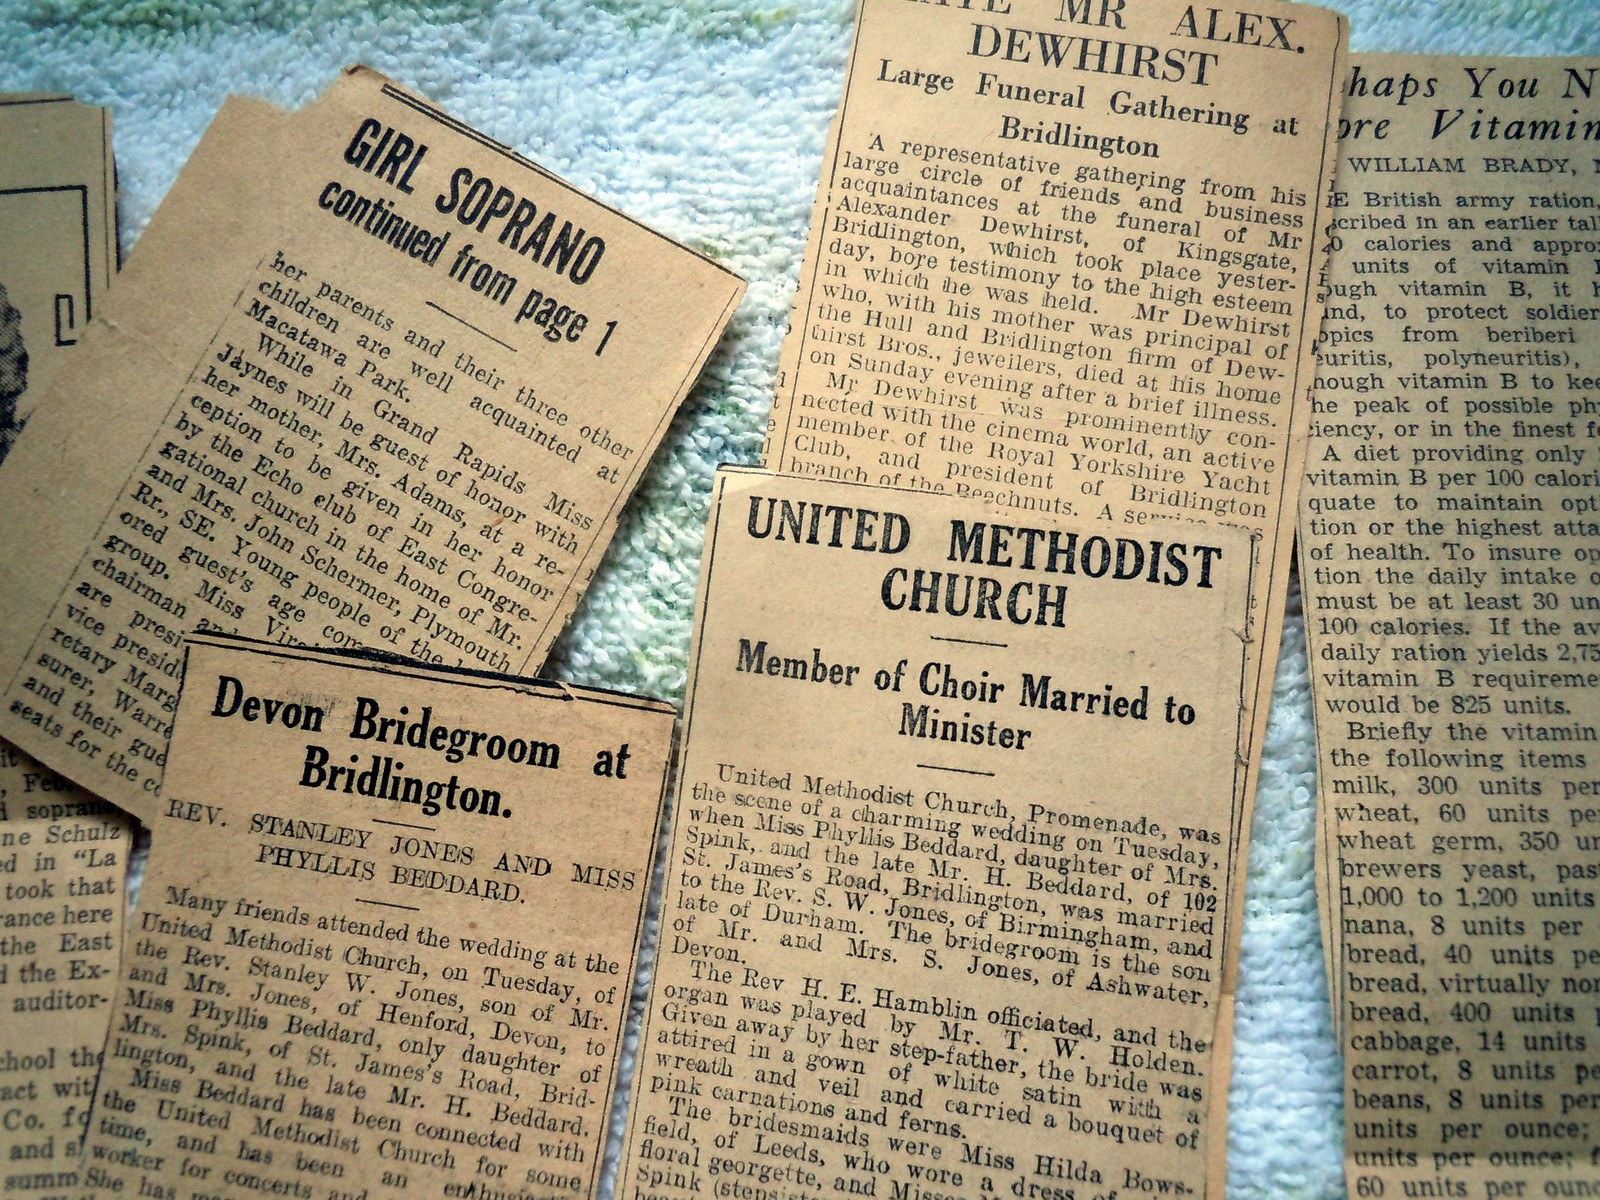 GIRL SOPRANO
continued from page 1
her parents and their three other
children are well acquainted at
Macatawa Park.
While in Grand Rapids Miss
Jaynes will be guest of honor with
her mother, Mrs. Adams, at a re-
ception to be given in her honor
by the Echo club of East Congre-
gational church in the home of Mr.
and Mrs. John Schermer, Plymouth
Rr., SE. Young people of the
ored guest's age
group. Miss
chairman and
are
vice
retary
surer,
and their
seats for the
soprano
ne Schulz
ed in "La
took that
rance here
the East
d the Ex-
auditor-
chool the
act with
Co.
and
summ
Devon Bridegroom at
Bridlington.
REV. STANLEY JONES AND MISS
PHYLLIS BEDDARD.
Many friends attended the wedding at the
United Methodist Church, on Tuesday, of
the Rev. Stanley W. Jones, son of Mr.
and Mrs. Jones, of Henford, Devon, to
Miss Phyllis Beddard, only daughter of
Mrs. Spink, of St. James's Road, Brid-
lington, and the late Mr. H. Beddard.
Miss Beddard has been connected with
the United Methodist Church for some
time, and has been an
worker for concerts and
She has
MR ALEX.
DEWHIRST
Large Funeral Gathering at
Bridlington
A representative gathering from his
large circle of friends and business
acquaintances at the funeral of Mr
Alexander Dewhirst, of Kingsgate,
Bridlington, which took place yester-
day, bore testimony to the high esteem
in which he was held. Mr Dewhirst
who, with his mother was principal of
the Hull and Bridlington firm of Dew-
hirst Bros., jewellers, died at his home
on Sunday evening after a brief illness.
Mr Dewhirst was prominently con-
nected with the cinema world, an active
member of the Royal Yorkshire Yacht
Club, and president of Bridlington
branch of the Beechnuts. A
UNITED METHODIST
CHURCH
Member of Choir Married to
Minister
United Methodist Church, Promenade, was
the scene of a charming wedding on Tuesday,
when Miss Phyllis Beddard, daughter of Mrs.
Spink, and the late Mr. H. Beddard, of 102
St. James's Road, Bridlington, was married
to the Rev. S. W. Jones, of Birmingham, and
late of Durham. The bridegroom is the son
of Mr. and Mrs. S. Jones, of Ashwater,
Devon.
The Rev H. E. Hamblin officiated, and the
organ was played by Mr. T. W. Holden.
Given away by her step-father, the bride was
attired in a gown of white satin with a
wreath and veil and carried a bouquet of
pink carnations and ferns.
The bridesmaids were Miss Hilda Bows-
field, of Leeds, who wore a dress of
floral georgette, and Misses
Spink
haps You N
ore Vitamin
WILLIAM BRADY,
E British army ration,
scribed in an earlier tal
0 calories and appro
units of vitamin
ough vitamin B, it h
und, to protect soldier
opics from beriberi
euritis, polyneuritis),
hough vitamin B to kee
he peak of possible ph
ciency, or in the finest f
A diet providing only
vitamin B per 100 calori
quate to maintain opt
tion or the highest atta
of health. To insure op
tion the daily intake o
must be at least 30 un
100 calories. If the av
daily ration yields 2,75
vitamin B requireme
would be 825 units.
Briefly the vitamin
the following items
milk, 300 units per
wheat, 60 units pe
wheat germ, 350 un
brewers yeast, pas
1,000 to 1,200 units
nana, 8 units per
bread, 40 units pe
bread, virtually nor
bread, 400 units
cabbage, 14 units
carrot, 8 units pe
beans, 8 units per
units per ounce;
units per ounce;
60 units per oun